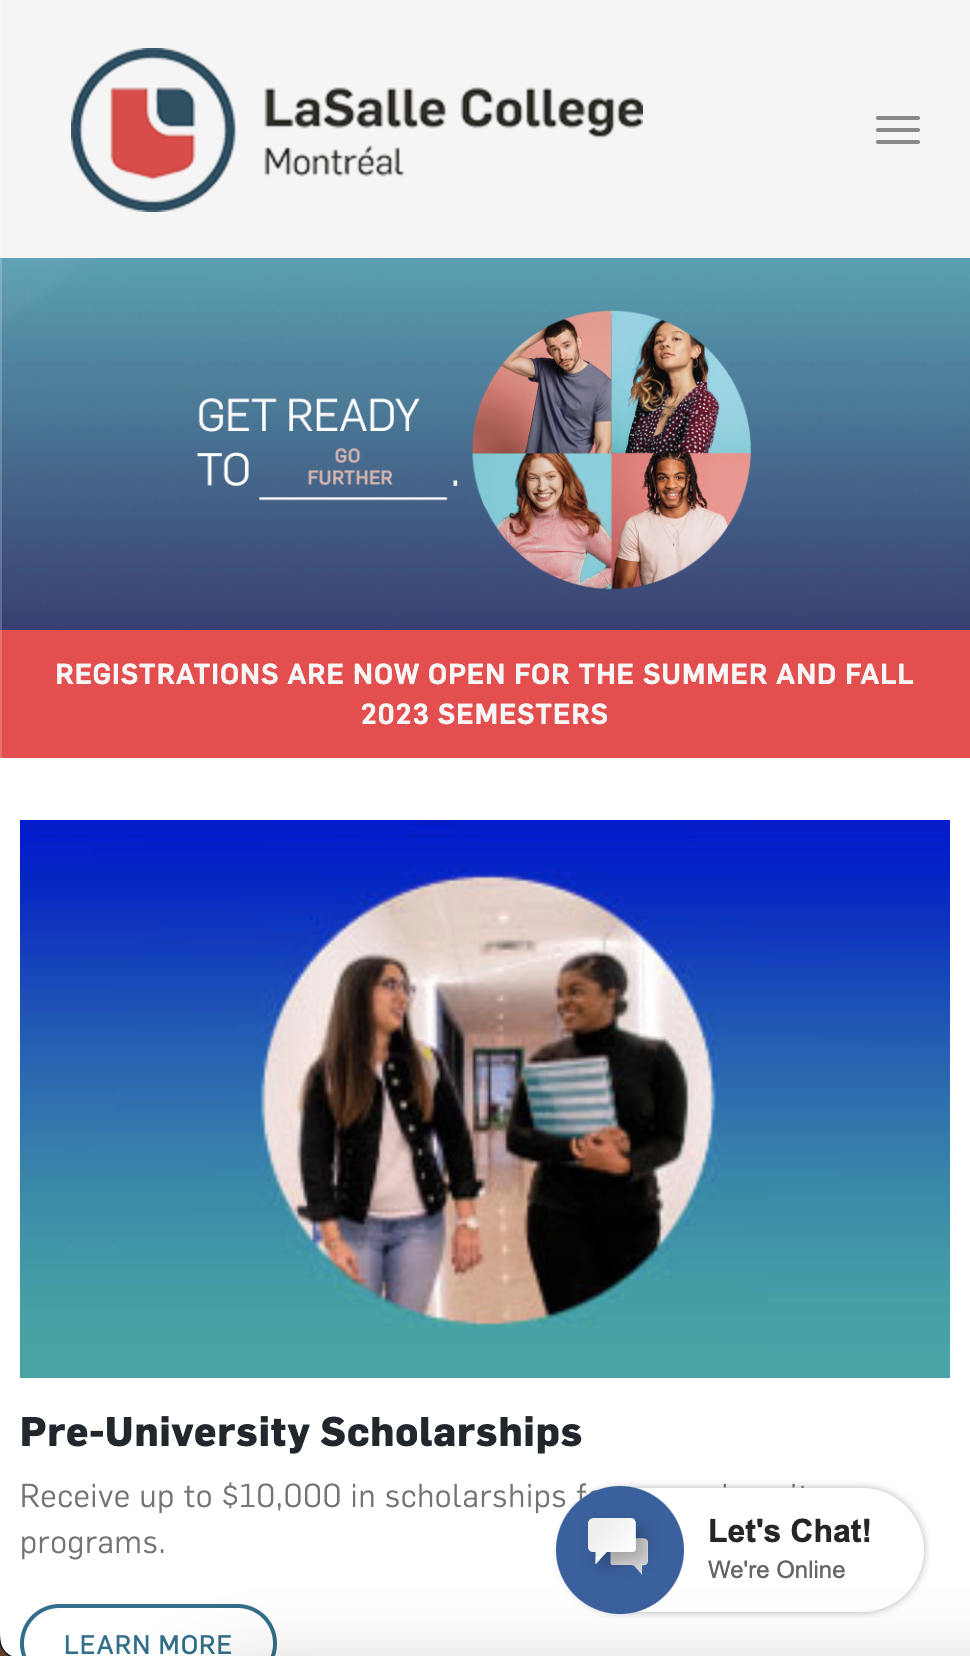 LaSalle College
Montréal
GET READY
TO GO FURTHER.
REGISTRATIONS ARE NOW OPEN FOR THE SUMMER AND FALL
2023 SEMESTERS
Pre-University Scholarships
Receive up to $10,000 in scholarships
programs.
Let's Chat!
We're Online
LEARN MORE